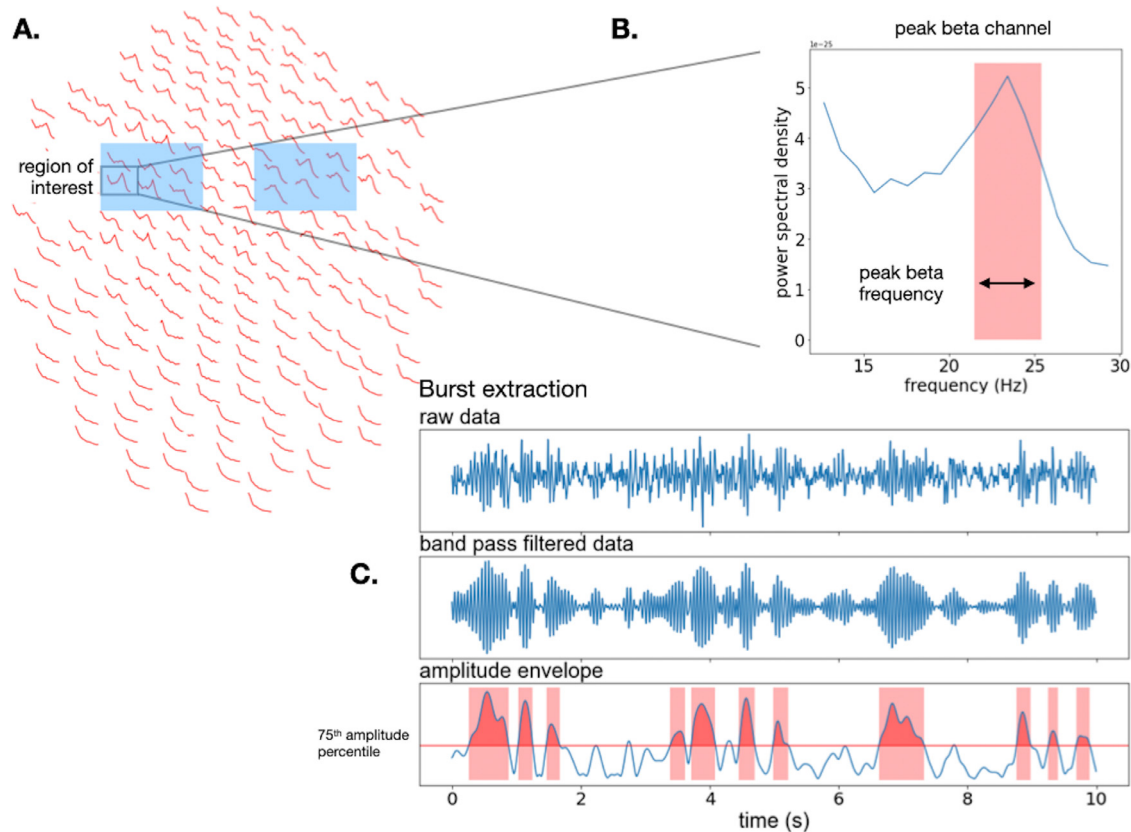 A.
B.
peak beta channel
1e−25
region of
interest
power spectral density
5
4
3
2
1
0
peak beta
frequency
15
20
25
30
frequency (Hz)
Burst extraction
raw data
band pass filtered data
C.
amplitude envelope
75th amplitude
percentile
0
2
4
6
8
10
time (s)